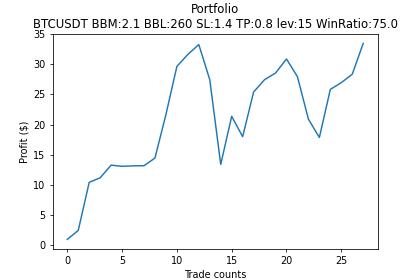 Portfolio
BTCUSDT BBM:2.1 BBL:260 SL:1.4 TP:0.8 lev:15 WinRatio:75.0
35
30
25
20
15
10
5
0
Profit ($)
0 5 10 15 20 25
Trade counts